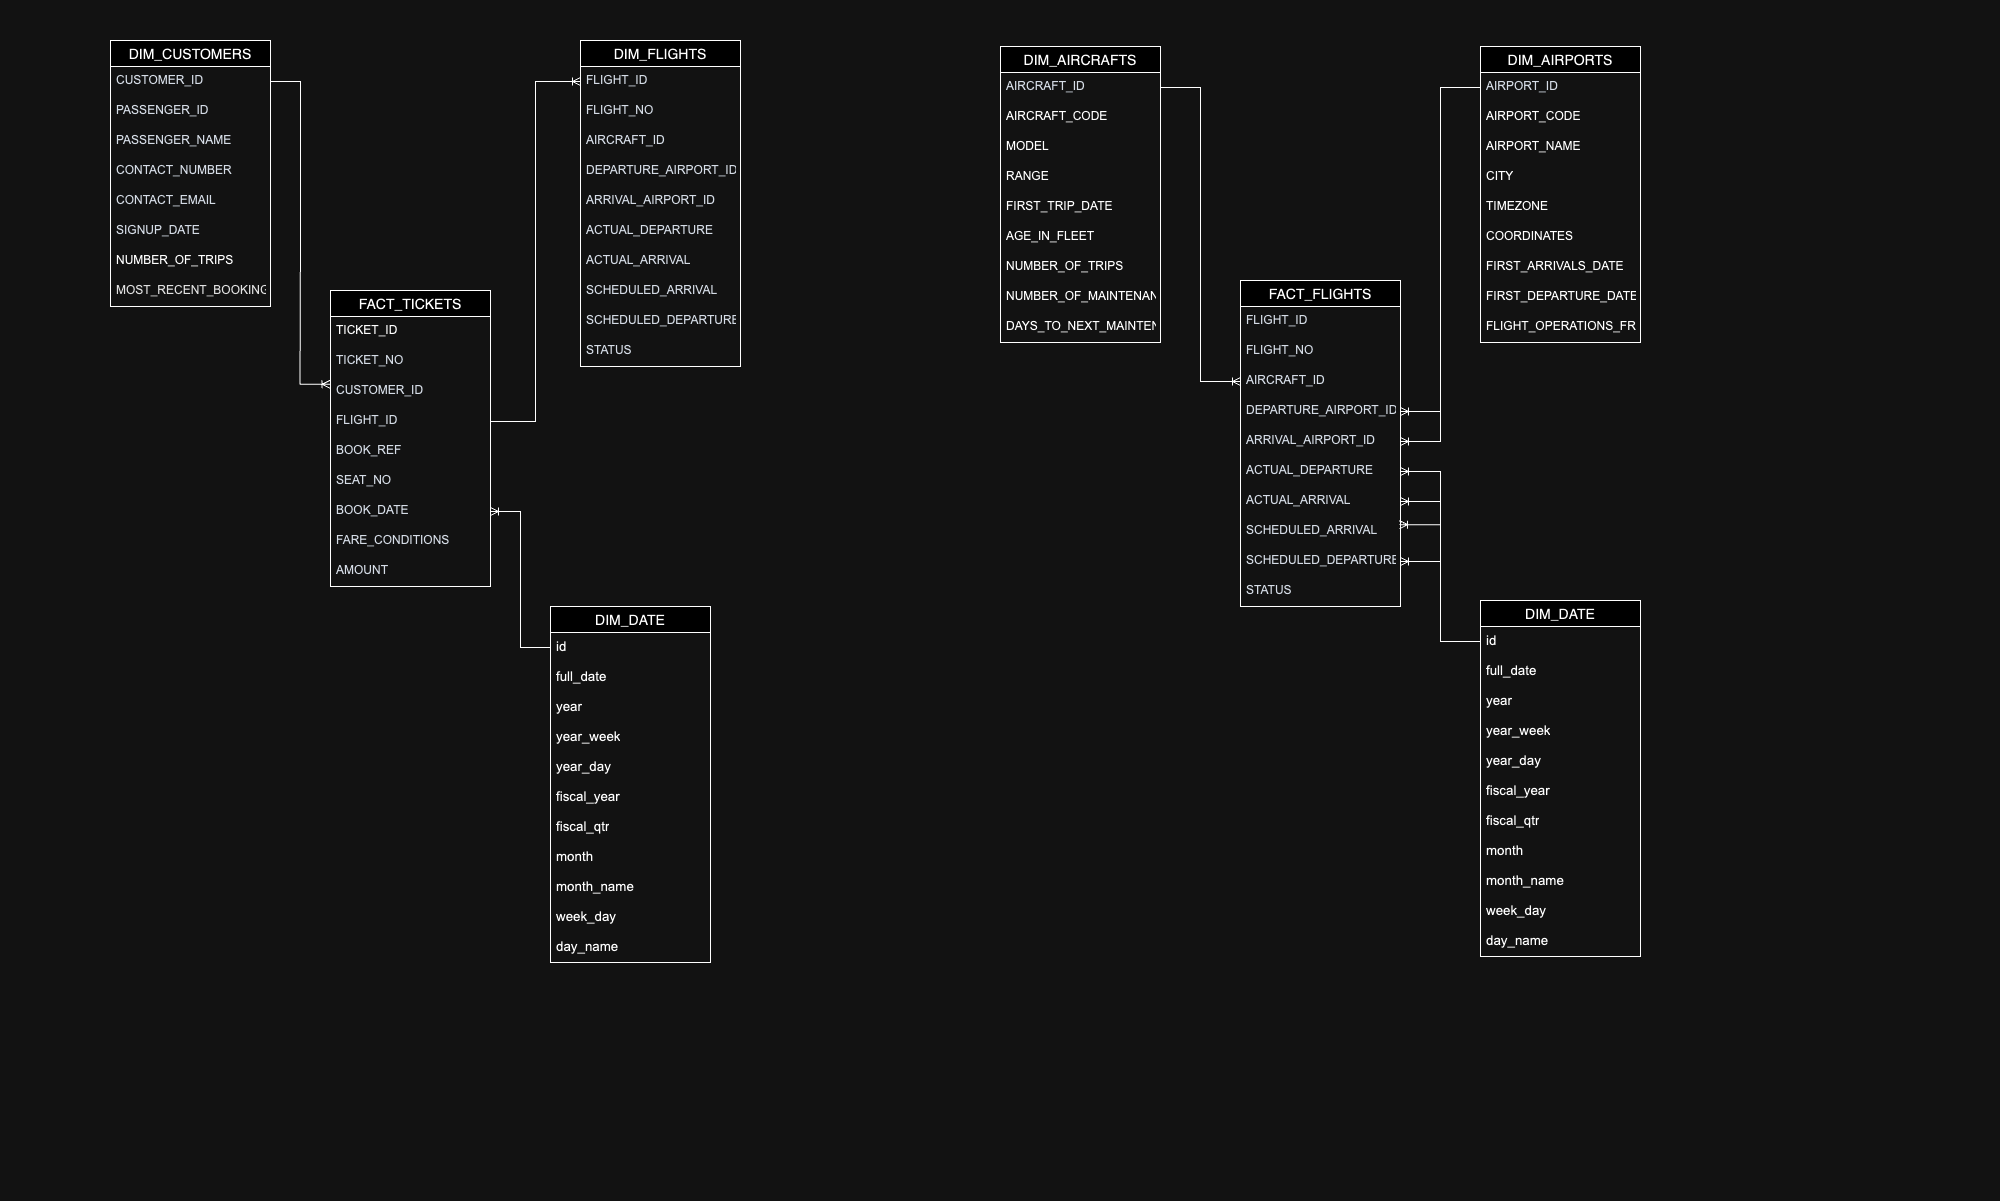 DIM_CUSTOMERS
CUSTOMER_ID
PASSENGER_ID
PASSENGER_NAME
CONTACT_NUMBER
CONTACT_EMAIL
SIGNUP_DATE
NUMBER_OF_TRIPS
MOST_RECENT_BOOKING
FACT_TICKETS
TICKET_ID
TICKET_NO
CUSTOMER_ID
FLIGHT_ID
BOOK_REF
SEAT_NO
BOOK_DATE
FARE_CONDITIONS
AMOUNT
DIM_FLIGHTS
FLIGHT_ID
FLIGHT_NO
AIRCRAFT_ID
DEPARTURE_AIRPORT_ID
ARRIVAL_AIRPORT_ID
ACTUAL_DEPARTURE
ACTUAL_ARRIVAL
SCHEDULED_ARRIVAL
SCHEDULED_DEPARTURE
STATUS
DIM_DATE
id
full_date
year
year_week
year_day
fiscal_year
fiscal_qtr
month
month_name
week_day
day_name
DIM_AIRCRAFTS
AIRCRAFT_ID
AIRCRAFT_CODE
MODEL
RANGE
FIRST_TRIP_DATE
AGE_IN_FLEET
NUMBER_OF_TRIPS
NUMBER_OF_MAINTENAN
DAYS_TO_NEXT_MAINTEN
FACT_FLIGHTS
FLIGHT_ID
FLIGHT_NO
AIRCRAFT_ID
DEPARTURE_AIRPORT_ID
ARRIVAL_AIRPORT_ID
ACTUAL_DEPARTURE
ACTUAL_ARRIVAL
SCHEDULED_ARRIVAL
SCHEDULED_DEPARTURE
STATUS
DIM_AIRPORTS
AIRPORT_ID
AIRPORT_CODE
AIRPORT_NAME
CITY
TIMEZONE
COORDINATES
FIRST_ARRIVALS_DATE
FIRST_DEPARTURE_DATE
FLIGHT_OPERATIONS_FR
DIM_DATE
id
full_date
year
year_week
year_day
fiscal_year
fiscal_qtr
month
month_name
week_day
day_name